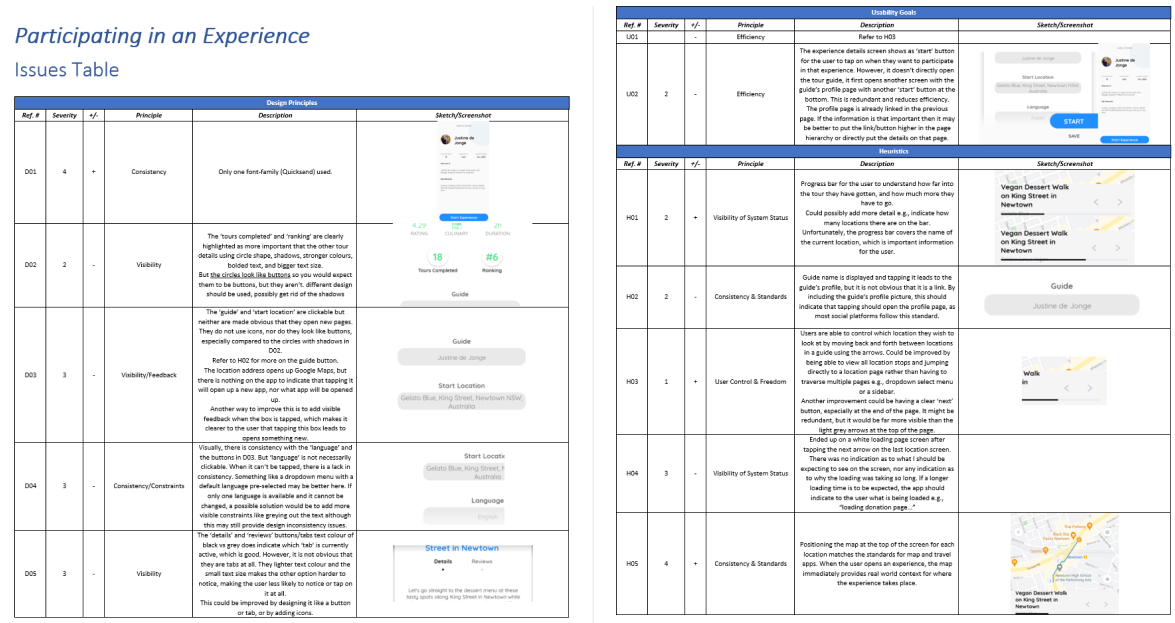 Participating in an Experience
Issues Table
Design Principles
Ref. # Severity +/- Principle Description Sketch/Screenshot
D01 4 + Consistency Only one font-family (Quicksand) used.
Justine de
Jonge
Start Experience
D02 2 - Visibility
The 'tours completed' and 'ranking' are clearly
highlighted as more important that the other tour
details using circle shape, shadows, stronger colours,
bolded text, and bigger text size.
But the circles look like buttons so you would expect
them to be buttons, but they aren't. different design
should be used, possibly get rid of the shadows
4.29 2h
RATING CULINARY DURATION
18 #6
Tours Completed Ranking
Guide
D03 3 - Visibility/Feedback
The 'guide' and 'start location' are clickable but
neither are made obvious that they open new pages.
They do not use icons, nor do they look like buttons,
especially compared to the circles with shadows in
D02.
Refer to H02 for more on the guide button.
The location address opens up Google Maps, but
there is nothing on the app to indicate that tapping it
will open up a new app, nor what app will be opened
up.
Another way to improve this is to add visible
feedback when the box is tapped, which makes it
clearer to the user that tapping this box leads to
opens something new.
Guide
Justine de Jonge
Start Location
Gelato Blue, King Street, Newtown NSW,
Australia
D04 3 - Consistency/Constraints
Visually, there is consistency with the 'language' and
the buttons in D03. But 'language' is not necessarily
clickable. When it can't be tapped, there is a lack in
consistency. Something like a dropdown menu with a
default language pre-selected may be better here. If
only one language is available and it cannot be
changed, a possible solution would be to add more
visible constraints like greying out the text although
this may still provide design inconsistency issues.
Start Locatic
Gelato Blue, King Street, N
Australia
Language
English
D05 3 - Visibility
The 'details' and 'reviews' buttons/tabs text colour of
black vs grey does indicate which 'tab' is currently
active, which is good. However, it is not obvious that
they are tabs at all. They lighter text colour and the
small text size makes the other option harder to
notice, making the user less likely to notice or tap on
it at all.
This could be improved by designing it like a button
or tab, or by adding icons.
Street in Newtown
Details Reviews
Let's go straight to the dessert menu at these
tasty spots along King Street in Newtown while
Usability Goals
Ref. # Severity +/- Principle Description Sketch/Screenshot
U01 - Efficiency Refer to H03
U02 2 - Efficiency
The experience details screen shows as 'start' button
for the user to tap on when they want to participate
in that experience. However, it doesn't directly open
the tour guide, it first opens another screen with the
guide's profile page with another 'start' button at the
bottom. This is redundant and reduces efficiency.
The profile page is already linked in the previous
page. If the information is that important then it may
be better to put the link/button higher in the page
hierarchy or directly put the details on that page.
Justine de Jonge
Start Location
Gelato Blue, King Street, Newtown NSW,
Australia
Language
START
SAVE
Justine de
Jonge
Start Experience
Heuristics
Ref. # Severity +/- Principle Description Sketch/Screenshot
H01 2 + Visibility of System Status
Progress bar for the user to understand how far into
the tour they have gotten, and how much more they
have to go.
Could possibly add more detail e.g., indicate how
many locations there are on the bar.
Unfortunately, the progress bar covers the name of
the current location, which is important information
for the user.
Vegan Dessert Walk
on King Street in
Newtown
Vegan Dessert Walk
on King Street in
Newtown
H02 2 - Consistency & Standards
Guide name is displayed and tapping it leads to the
guide's profile, but it is not obvious that it is a link. By
including the guide's profile picture, this should
indicate that tapping should open the profile page, as
most social platforms follow this standard.
Guide
Justine de Jonge
H03 1 + User Control & Freedom
Users are able to control which location they wish to
look at by moving back and forth between locations
in a guide using the arrows. Could be improved by
being able to view all location stops and jumping
directly to a location page rather than having to
traverse multiple pages e.g., dropdown select menu
or a sidebar.
Another improvement could be having a clear 'next'
button, especially at the end of the page. It might be
redundant, but it would be far more visible than the
light grey arrows at the top of the page.
Walk
in
H04 3 - Visibility of System Status
Ended up on a white loading page screen after
tapping the next arrow on the last location screen.
There was no indication as to what I should be
expecting to see on the screen, nor any indication as
to why the loading was taking so long. If a longer
loading time is to be expected, the app should
indicate to the user what is being loaded e.g.,
"loading donation page..."
H05 4 + Consistency & Standards
Positioning the map at the top of the screen for each
location matches the standards for map and travel
apps. When the user opens an experience, the map
immediately provides real world context for where
the experience takes place.
Newtown
Newtown High School
Vegan Dessert Walk
on King Street in
Newtown